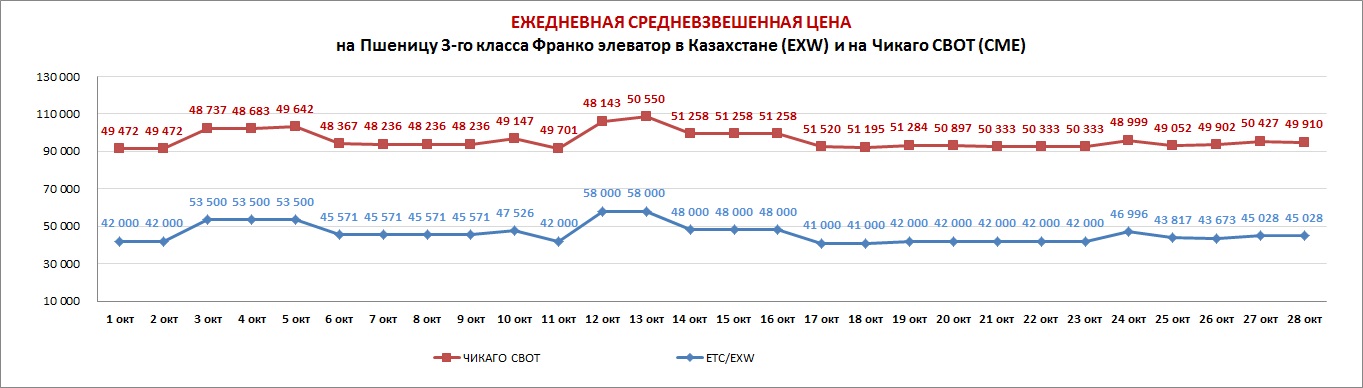 ЕЖЕДНЕВНАЯ СРЕДНЕВЗВЕШЕННАЯ ЦЕНА
на Пшеницу 3-го класса Франко элеватор в Казахстане (EXW) и на Чикаго CBOT (CME)
130 000
110 000
90 000
70 000
50 000
30 000
10 000
49 472 49 472 48 737 48 683 49 642 48 367 48 236 48 236 48 236 49 147 49 701 48 143 50 550 51 258 51 258 51 258 51 520 51 195 51 284 50 897 50 333 50 333 50 333 48 999 49 052 49 902 50 427 49 910
42 000 42 000 53 500 53 500 53 500 45 571 45 571 45 571 45 571 47 526 42 000 58 000 58 000 48 000 48 000 48 000 41 000 41 000 42 000 42 000 42 000 42 000 42 000 46 996 43 817 43 673 45 028 45 028
1 окт 2 окт 3 окт 4 окт 5 окт 6 окт 7 окт 8 окт 9 окт 10 окт 11 окт 12 окт 13 окт 14 окт 15 окт 16 окт 17 окт 18 окт 19 окт 20 окт 21 окт 22 окт 23 окт 24 окт 25 окт 26 окт 27 окт 28 окт
ЧИКАГО CBOT ETC/EXW